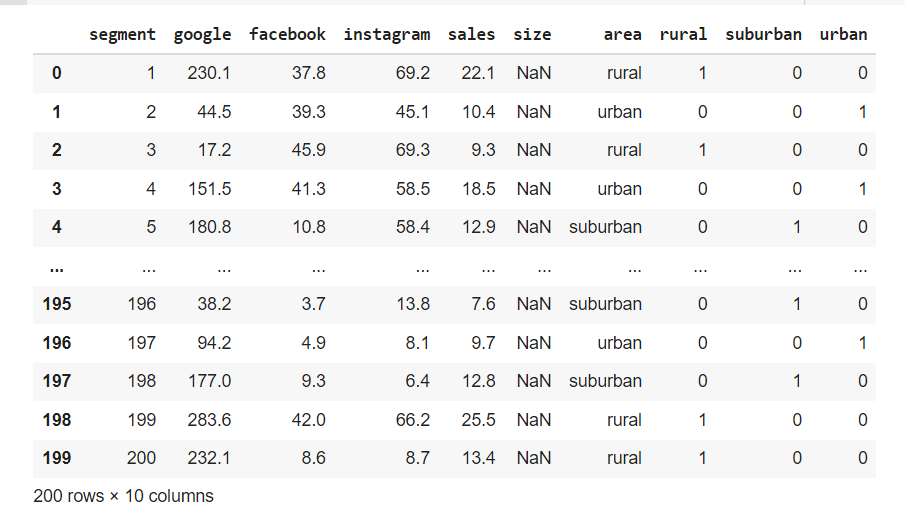 segment google facebook instagram sales size area rural suburban urban
0 1 230.1 37.8 69.2 22.1 NaN rural 1 0 0
1 2 44.5 39.3 45.1 10.4 NaN urban 0 0 1
2 3 17.2 45.9 69.3 9.3 NaN rural 1 0 0
3 4 151.5 41.3 58.5 18.5 NaN urban 0 0 1
4 5 180.8 10.8 58.4 12.9 NaN suburban 0 1 0
... ... ... ... ... ... ... ... ... ... ...
195 196 38.2 3.7 13.8 7.6 NaN suburban 0 1 0
196 197 94.2 4.9 8.1 9.7 NaN urban 0 0 1
197 198 177.0 9.3 6.4 12.8 NaN suburban 0 1 0
198 199 283.6 42.0 66.2 25.5 NaN rural 1 0 0
199 200 232.1 8.6 8.7 13.4 NaN rural 1 0 0
200 rows × 10 columns